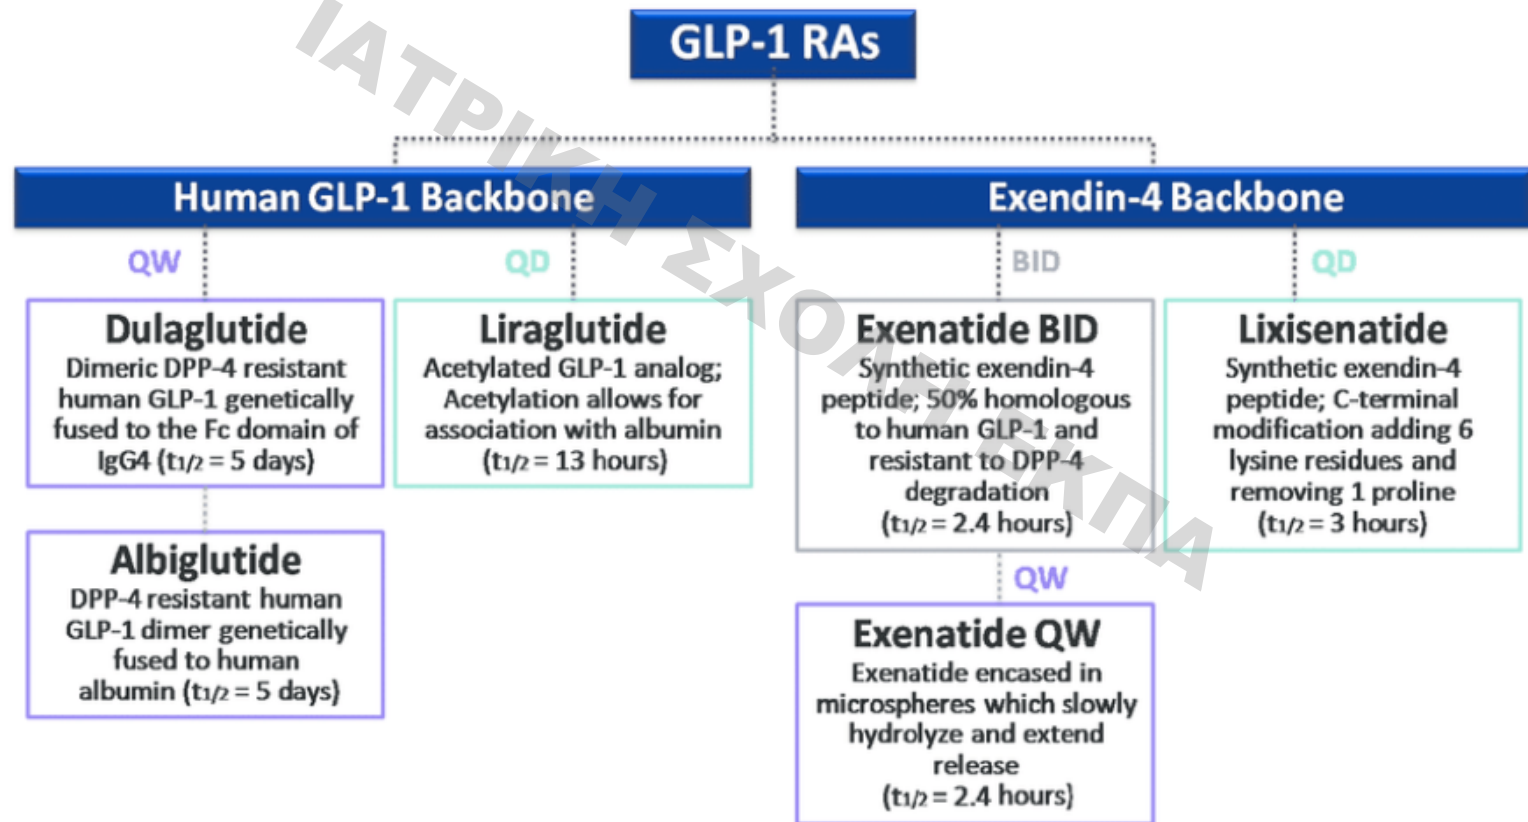 GLP-1 RAs
Human GLP-1 Backbone
QW
Dulaglutide
Dimeric DPP-4 resistant
human GLP-1 genetically
fused to the Fc domain of
IgG4 (t1/2 = 5 days)
Albiglutide
DPP-4 resistant human
GLP-1 dimer genetically
fused to human
albumin (t1/2 = 5 days)
QD
Liraglutide
Acetylated GLP-1 analog;
Acetylation allows for
association with albumin
(t1/2 = 13 hours)
Exendin-4 Backbone
BID
Exenatide BID
Synthetic exendin-4
peptide; 50% homologous
to human GLP-1 and
resistant to DPP-4
degradation
(t1/2 = 2.4 hours)
QW
Exenatide QW
Exenatide encased in
microspheres which slowly
hydrolyze and extend
release
(t1/2 = 2.4 hours)
QD
Lixisenatide
Synthetic exendin-4
peptide; C-terminal
modification adding 6
lysine residues and
removing 1 proline
(t1/2 = 3 hours)
ΙΑΤΡΙΚΗ ΣΧΟΛΗ ΕΚΠΑ